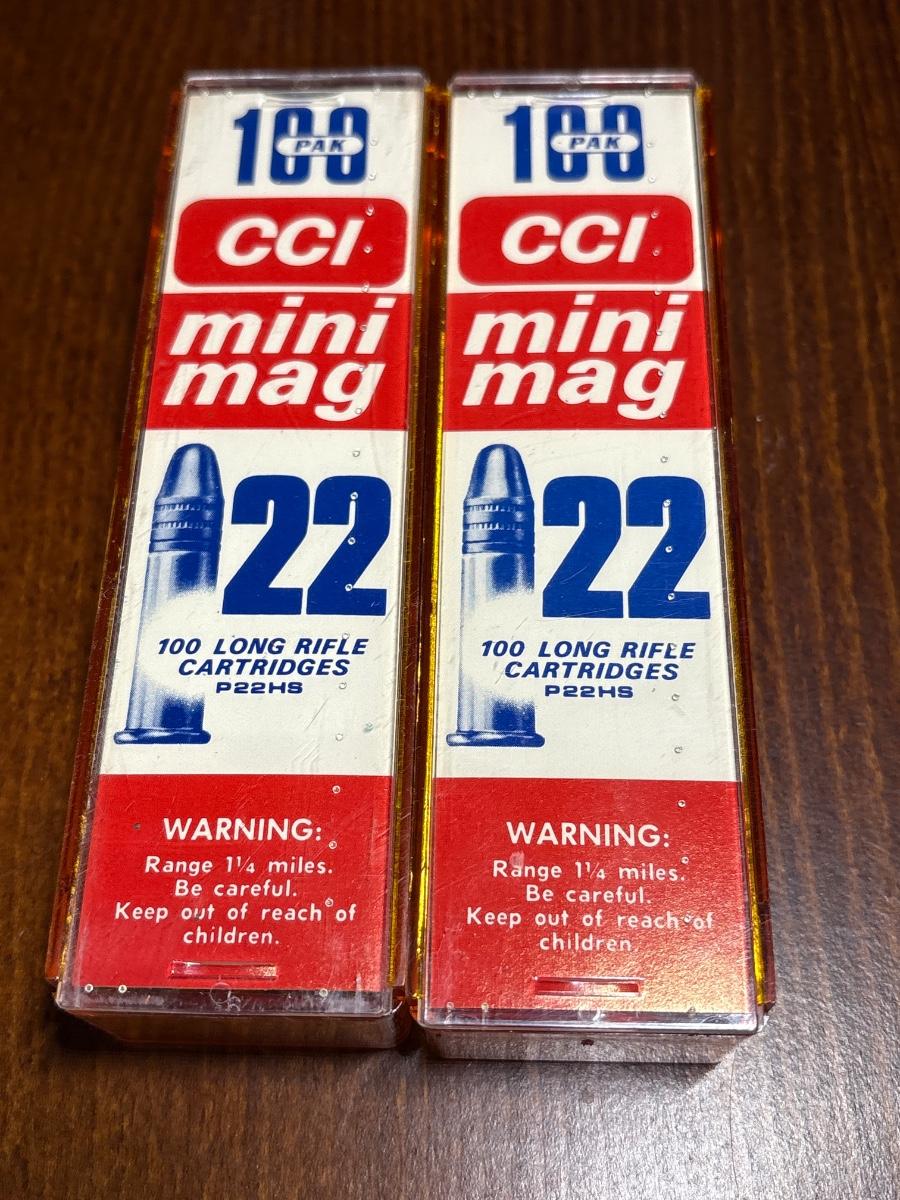 100
PAK
CCI
mini
mag
22
100 LONG RIFLE
CARTRIDGES
P22HS
WARNING:
Range 1¼ miles.
Be careful.
Keep out of reach of
children.
100
PAK
CCI
mini
mag
22
100 LONG RIFLE
CARTRIDGES
P22HS
WARNING:
Range 1¼ miles.
Be careful.
Keep out of reach of
children